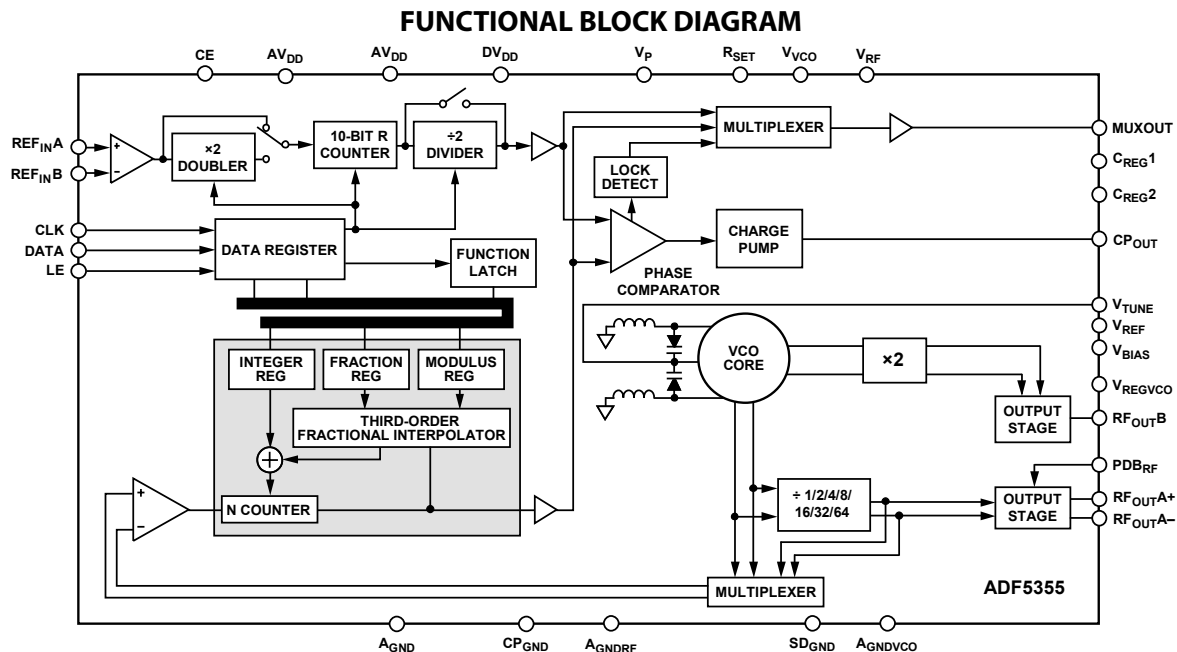 FUNCTIONAL BLOCK DIAGRAM
CE
AVDD
AVDD
DVDD
VP
RSET
VVCO
VRF
REFINA
REFINB
+
−
×2
DOUBLER
10-BIT R
COUNTER
÷2
DIVIDER
MULTIPLEXER
MUXOUT
LOCK
DETECT
CREG1
CREG2
CLK
DATA
LE
DATA REGISTER
FUNCTION
LATCH
CHARGE
PUMP
CPOUT
PHASE
COMPARATOR
VTUNE
VREF
VBIAS
VREGVCO
INTEGER
REG
FRACTION
REG
MODULUS
REG
VCO
CORE
×2
THIRD-ORDER
FRACTIONAL INTERPOLATOR
OUTPUT
STAGE
RFOUTB
PDBRF
+
−
N COUNTER
÷ 1/2/4/8/
16/32/64
OUTPUT
STAGE
RFOUTA+
RFOUTA−
MULTIPLEXER
ADF5355
AGND
CPGND
AGNDRF
SDGND
AGNDVCO